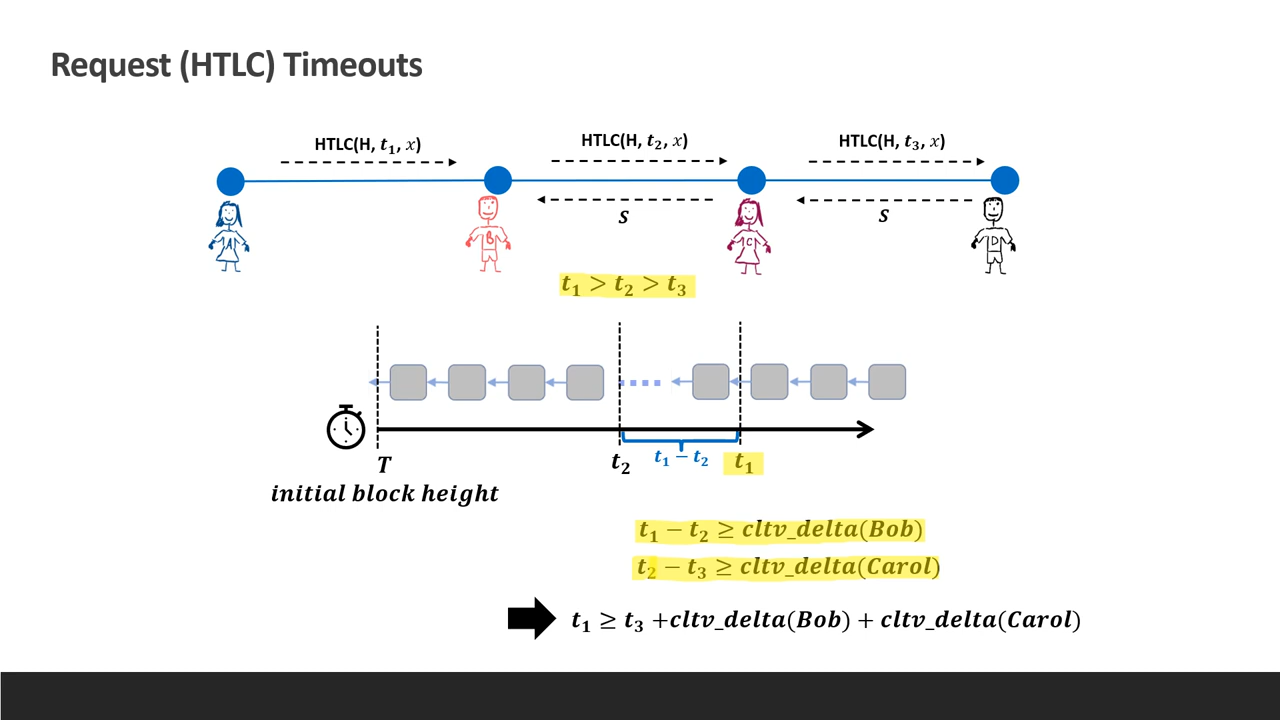 Request (HTLC) Timeouts
HTLC(H, t₁, x)
HTLC(H, t₂, x)
HTLC(H, t₃, x)
S
S
A
B
C
D
t₁ > t₂ > t₃
t₁ − t₂
T
t₂
t₁
initial block height
t₁ − t₂ ≥ cltv_delta(Bob)
t₂ − t₃ ≥ cltv_delta(Carol)
t₁ ≥ t₃ +cltv_delta(Bob) + cltv_delta(Carol)